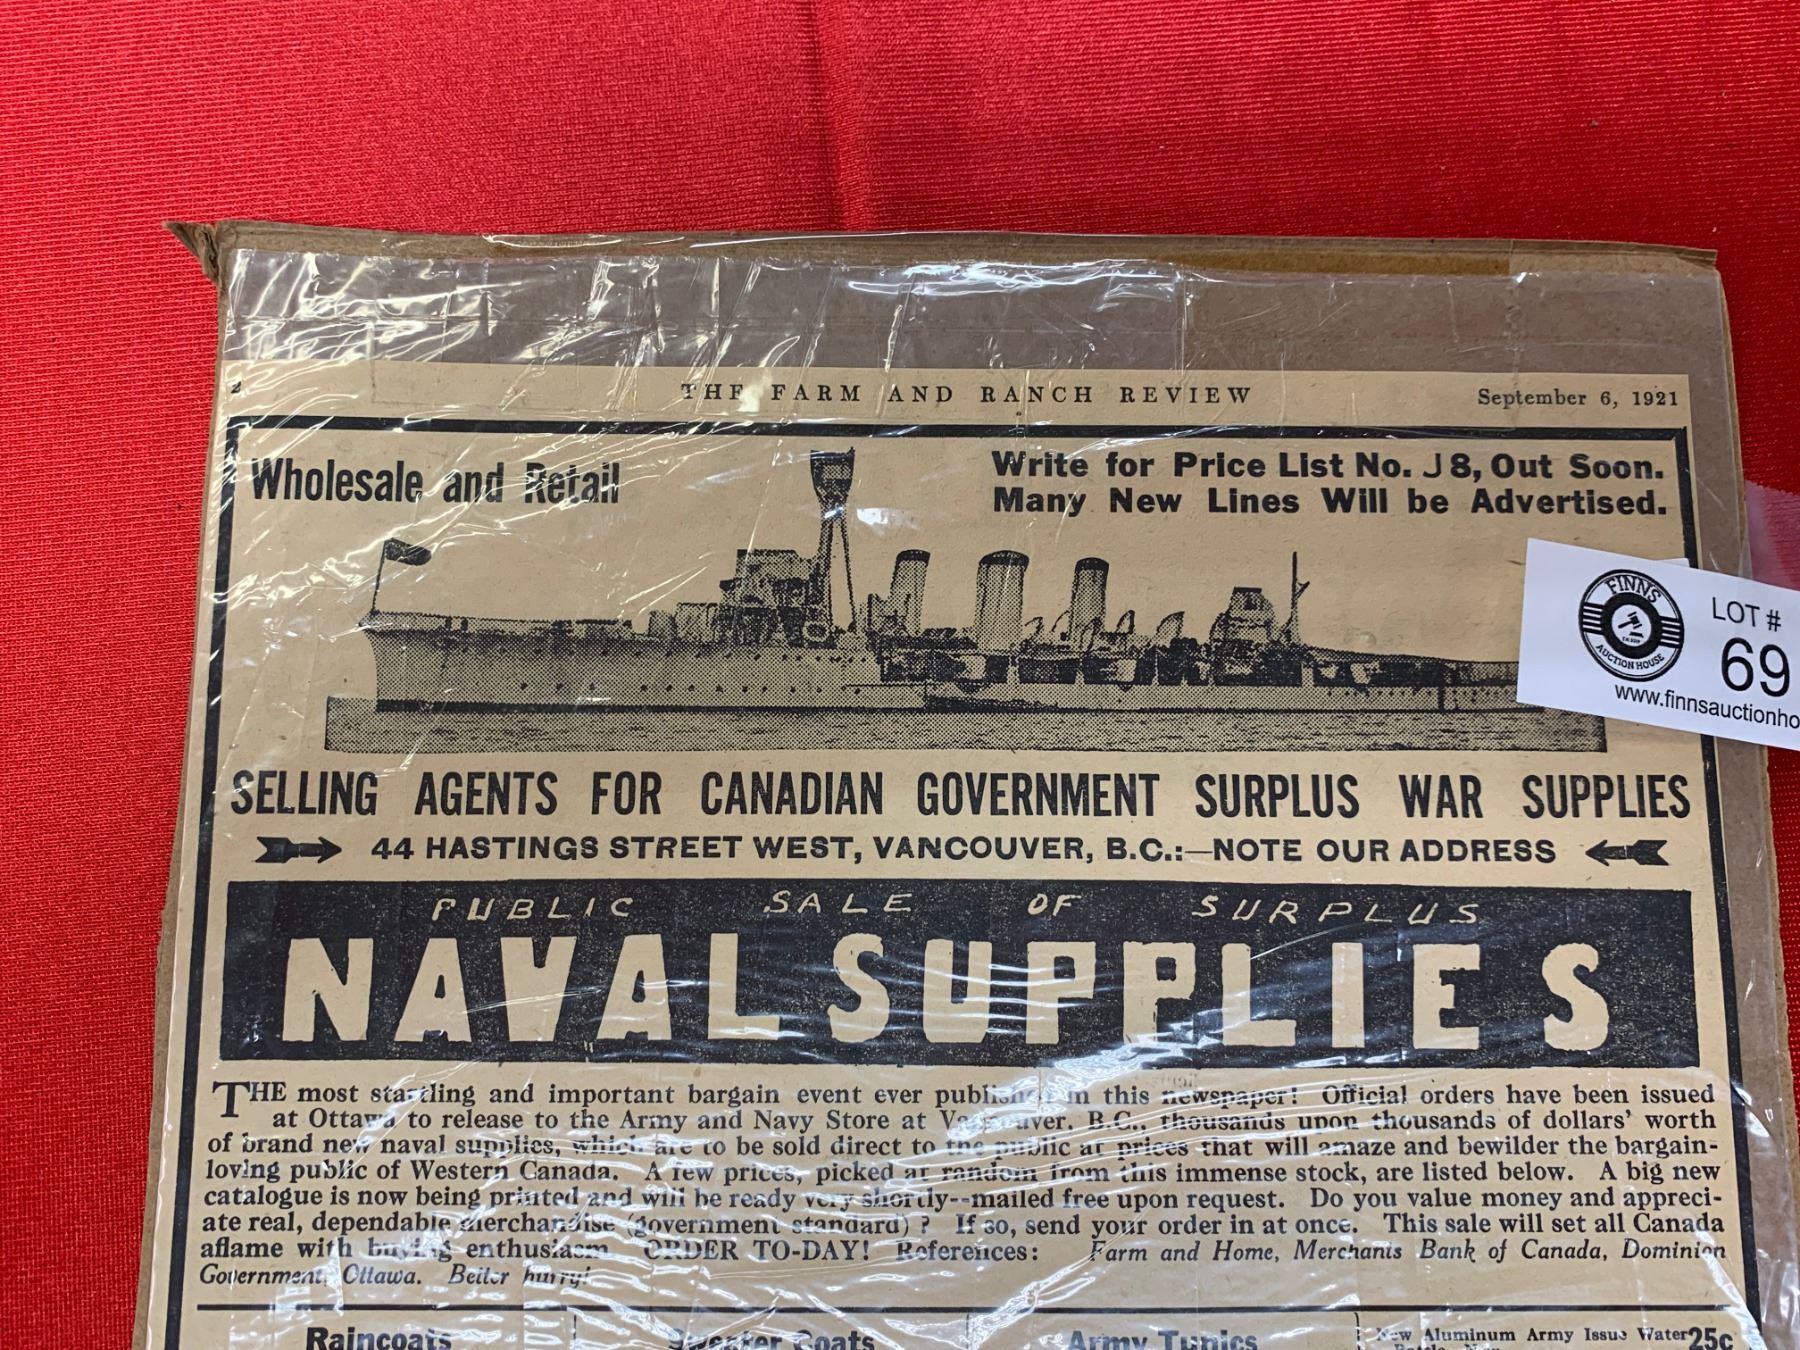 2
THE FARM AND RANCH REVIEW
September 6, 1921
Wholesale and Retail
Write for Price List No. J8, Out Soon.
Many New Lines Will be Advertised.
FINNS
AUCTION HOUSE
LOT #
69
www.finnsauctionho
SELLING AGENTS FOR CANADIAN GOVERNMENT SURPLUS WAR SUPPLIES
44 HASTINGS STREET WEST, VANCOUVER, B.C.:—NOTE OUR ADDRESS
PUBLIC SALE OF SURPLUS
NAVAL SUPPLIES
THE most startling and important bargain event ever published in this newspaper! Official orders have been issued
at Ottawa to release to the Army and Navy Store at Vancouver, B.C., thousands upon thousands of dollars' worth
of brand new naval supplies, which are to be sold direct to the public at prices that will amaze and bewilder the bargain-
loving public of Western Canada. A few prices, picked at random from this immense stock, are listed below. A big new
catalogue is now being printed and will be ready very shortly--mailed free upon request. Do you value money and appreci-
ate real, dependable merchandise (government standard)? If so, send your order in at once. This sale will set all Canada
aflame with buying enthusiasm. ORDER TO-DAY! References: Farm and Home, Merchants Bank of Canada, Dominion
Government, Ottawa. Better hurry!
Raincoats
Sweater Coats
Army Tunics
New Aluminum Army Issue Water 25c